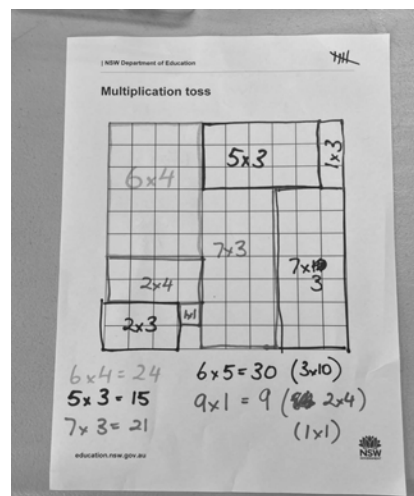 | NSW Department of Education
Multiplication toss
5x3
1x3
6x4
7x3
7x
3
2x4
2x3
1x1
6x4=24
5x3=15
7x3=21
6x5=30 (3x10)
9x1=9 ( 2x4)
(1x1)
education.nsw.gov.au
NSW